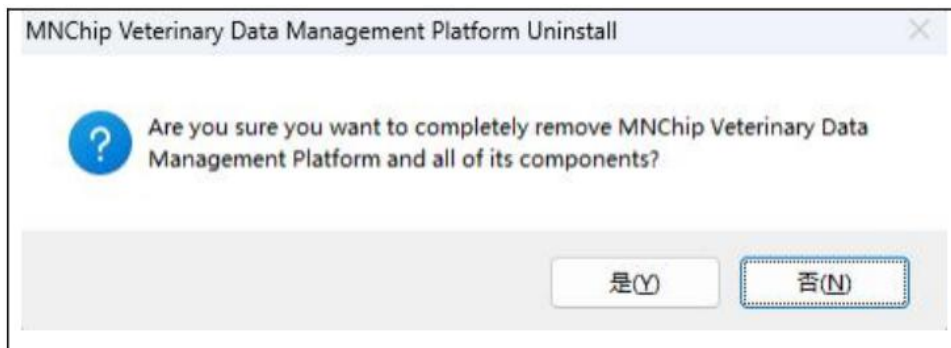 MNChip Veterinary Data Management Platform Uninstall
?
Are you sure you want to completely remove MNChip Veterinary Data
Management Platform and all of its components?
是(Y)
否(N)